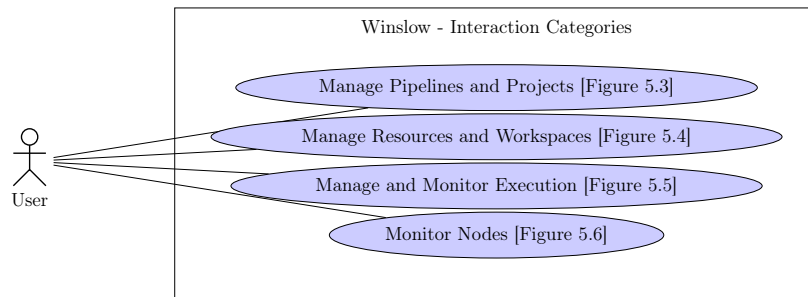 Winslow - Interaction Categories
Manage Pipelines and Projects [Figure 5.3]
Manage Resources and Workspaces [Figure 5.4]
Manage and Monitor Execution [Figure 5.5]
User
Monitor Nodes [Figure 5.6]